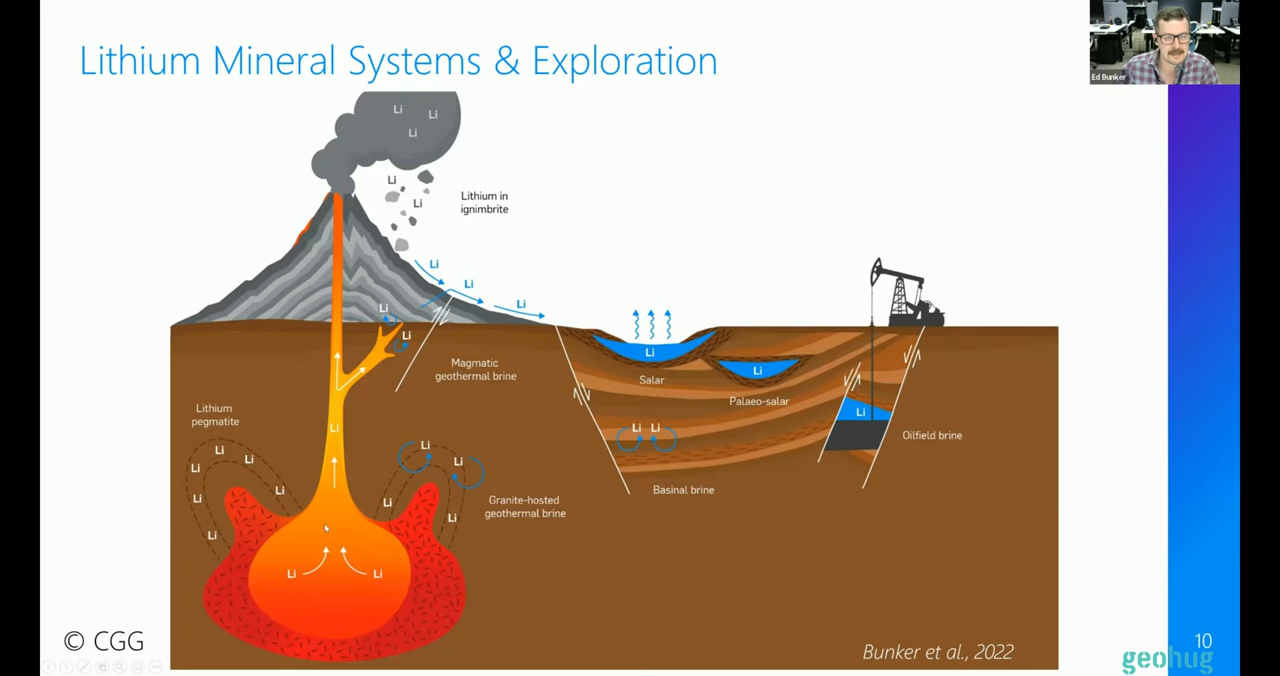 Lithium Mineral Systems & Exploration
Ed Bunker
Li
Li
Li
Li
Li
Lithium in
ignimbrite
Li
Li
Li
Li
Li
Magmatic
geothermal brine
Li
Salar
Li
Palaeo-salar
Li
Oilfield brine
Li Li
Basinal brine
Lithium
pegmatite
Li
Li
Li
Li
Li
Li
Li
Li
Li
Li
Li
Granite-hosted
geothermal brine
Li
Li
© CGG
Bunker et al., 2022
10
geohug